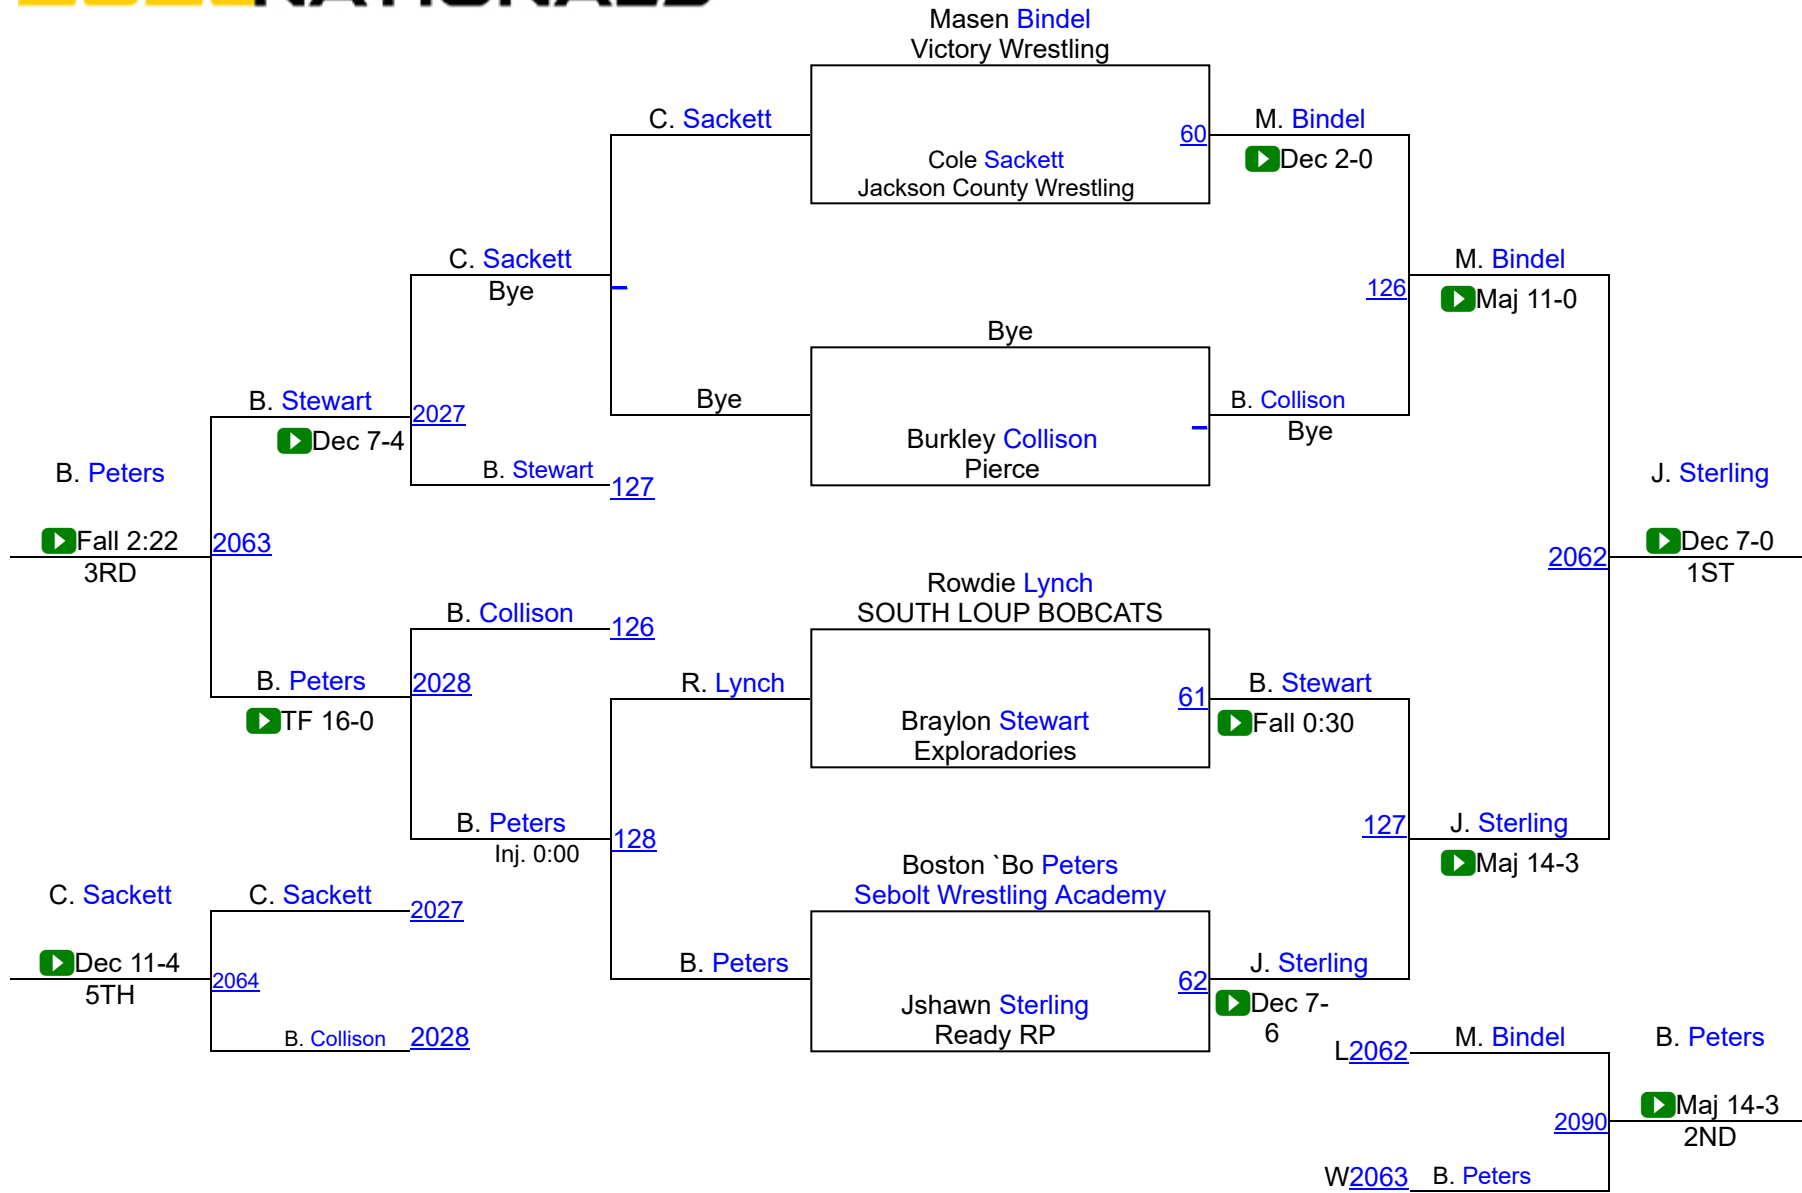 NATIONALS
Masen Bindel
Victory Wrestling
C. Sackett
60
M. Bindel
Dec 2-0
Cole Sackett
Jackson County Wrestling
C. Sackett
Bye
M. Bindel
126
Maj 11-0
Bye
B. Stewart
2027
Dec 7-4
Bye
B. Collison
Bye
Burkley Collison
Pierce
B. Stewart
127
B. Peters
Fall 2:22
2063
3RD
J. Sterling
2062
Dec 7-0
1ST
Rowdie Lynch
SOUTH LOUP BOBCATS
B. Collison
126
B. Peters
2028
TF 16-0
R. Lynch
61
B. Stewart
Fall 0:30
Braylon Stewart
Exploradories
B. Peters
Inj. 0:00
128
127
J. Sterling
Maj 14-3
Boston `Bo Peters
Sebolt Wrestling Academy
C. Sackett
C. Sackett
2027
Dec 11-4
2064
5TH
B. Peters
62
J. Sterling
Dec 7-
6
Jshawn Sterling
Ready RP
B. Collison
2028
L2062
M. Bindel
B. Peters
2090
Maj 14-3
2ND
W2063
B. Peters